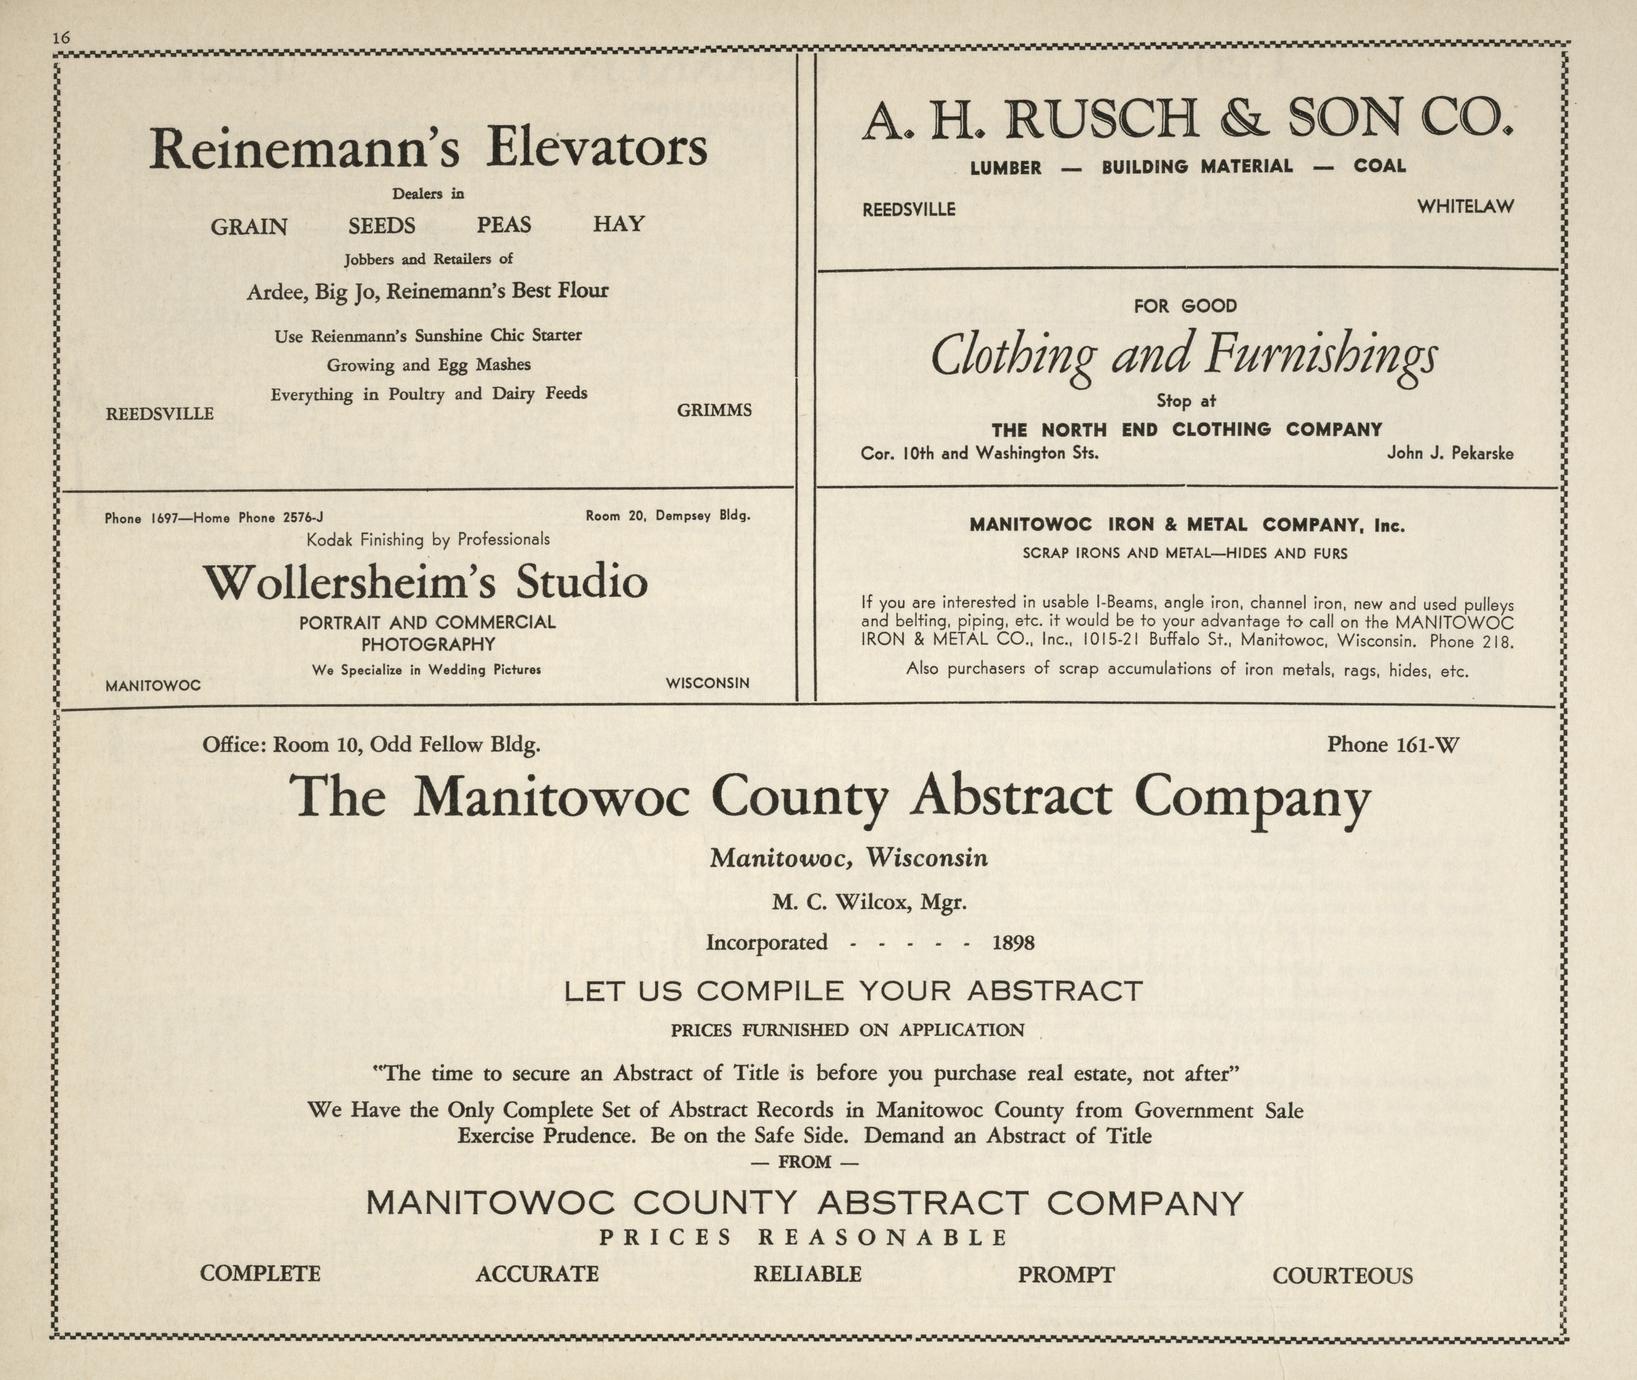 16
Reinemann's Elevators
Dealers in
GRAIN SEEDS PEAS HAY
Jobbers and Retailers of
Ardee, Big Jo, Reinemann's Best Flour
Use Reienmann's Sunshine Chic Starter
Growing and Egg Mashes
Everything in Poultry and Dairy Feeds
REEDSVILLE GRIMMS
A. H. RUSCH & SON CO.
LUMBER — BUILDING MATERIAL — COAL
REEDSVILLE WHITELAW
FOR GOOD
Clothing and Furnishings
Stop at
THE NORTH END CLOTHING COMPANY
Cor. 10th and Washington Sts. John J. Pekarske
Phone 1697—Home Phone 2576-J Room 20, Dempsey Bldg.
Kodak Finishing by Professionals
Wollersheim's Studio
PORTRAIT AND COMMERCIAL
PHOTOGRAPHY
We Specialize in Wedding Pictures
MANITOWOC WISCONSIN
MANITOWOC IRON & METAL COMPANY, Inc.
SCRAP IRONS AND METAL—HIDES AND FURS
If you are interested in usable I-Beams, angle iron, channel iron, new and used pulleys
and belting, piping, etc. it would be to your advantage to call on the MANITOWOC
IRON & METAL CO., Inc., 1015-21 Buffalo St., Manitowoc, Wisconsin. Phone 218.
Also purchasers of scrap accumulations of iron metals, rags, hides, etc.
Office: Room 10, Odd Fellow Bldg. Phone 161-W
The Manitowoc County Abstract Company
Manitowoc, Wisconsin
M. C. Wilcox, Mgr.
Incorporated - - - - - 1898
LET US COMPILE YOUR ABSTRACT
PRICES FURNISHED ON APPLICATION
"The time to secure an Abstract of Title is before you purchase real estate, not after"
We Have the Only Complete Set of Abstract Records in Manitowoc County from Government Sale
Exercise Prudence. Be on the Safe Side. Demand an Abstract of Title
— FROM —
MANITOWOC COUNTY ABSTRACT COMPANY
PRICES REASONABLE
COMPLETE ACCURATE RELIABLE PROMPT COURTEOUS